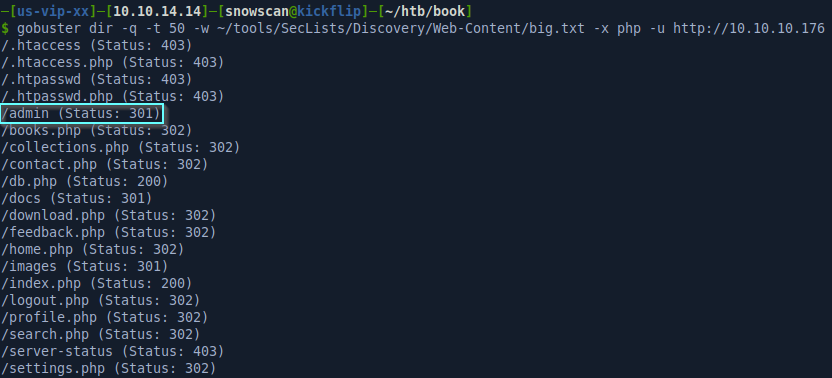 ─[us-vip-xx]─[10.10.14.14]─[snowscan@kickflip]─[~/htb/book]
$ gobuster dir -q -t 50 -w ~/tools/SecLists/Discovery/Web-Content/big.txt -x php -u http://10.10.10.176
/.htaccess (Status: 403)
/.htaccess.php (Status: 403)
/.htpasswd (Status: 403)
/.htpasswd.php (Status: 403)
/admin (Status: 301)
/books.php (Status: 302)
/collections.php (Status: 302)
/contact.php (Status: 302)
/db.php (Status: 200)
/docs (Status: 301)
/download.php (Status: 302)
/feedback.php (Status: 302)
/home.php (Status: 302)
/images (Status: 301)
/index.php (Status: 200)
/logout.php (Status: 302)
/profile.php (Status: 302)
/search.php (Status: 302)
/server-status (Status: 403)
/settings.php (Status: 302)